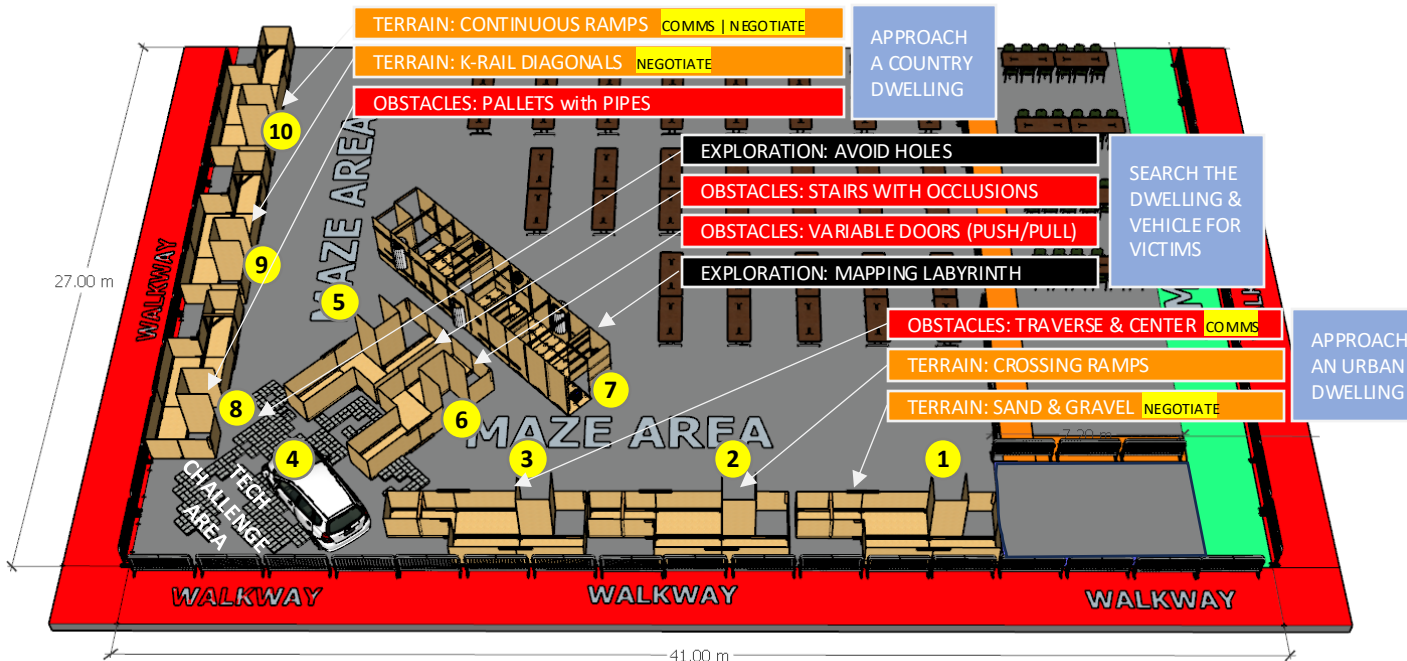 TERRAIN: CONTINUOUS RAMPS COMMS | NEGOTIATE
TERRAIN: K-RAIL DIAGONALS NEGOTIATE
OBSTACLES: PALLETS with PIPES
APPROACH
A COUNTRY
DWELLING
EXPLORATION: AVOID HOLES
OBSTACLES: STAIRS WITH OCCLUSIONS
OBSTACLES: VARIABLE DOORS (PUSH/PULL)
EXPLORATION: MAPPING LABYRINTH
SEARCH THE
DWELLING &
VEHICLE FOR
VICTIMS
OBSTACLES: TRAVERSE & CENTER COMMS
TERRAIN: CROSSING RAMPS
TERRAIN: SAND & GRAVEL NEGOTIATE
APPROACH
AN URBAN
DWELLING
10
9
8
5
6
7
4
3
2
1
27.00 m
WALKWAY
MAZE AREA
MAZE AREA
TECH
CHALLENGE
AREA
WALKWAY
WALKWAY
WALKWAY
41.00 m